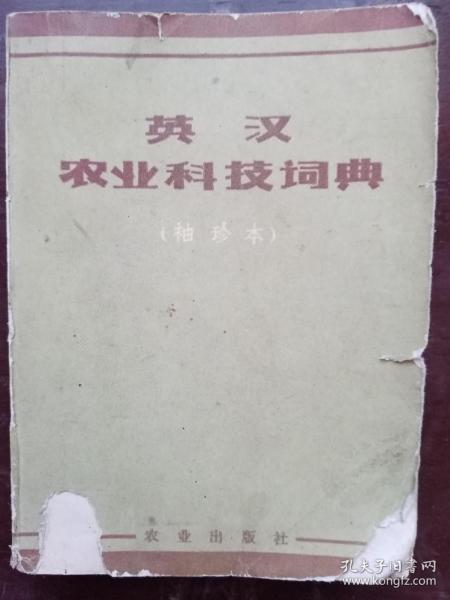 英 汉
农业科技词典
(袖珍本)
农业出版社
孔夫子旧书网
www.kongfz.com